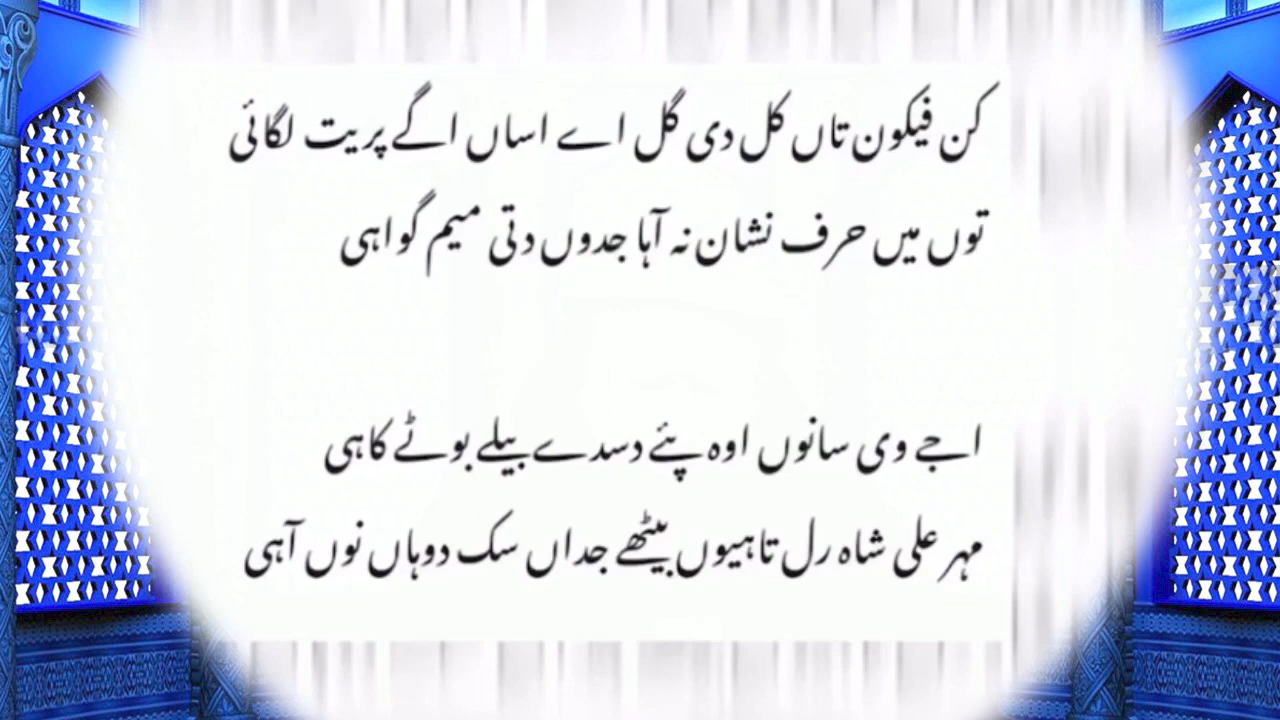 کن فیکون تاں کل دی گل اے اساں اگے پریت لگائی
توں میں حرف نشان نہ آہا جدوں دتی میم گواہی
اجے وی سانوں اوہ پئے دسدے بیلے بوٹے کاہی
مہر علی شاہ رل تاہیوں بیٹھے جداں سک دوہاں نوں آہی